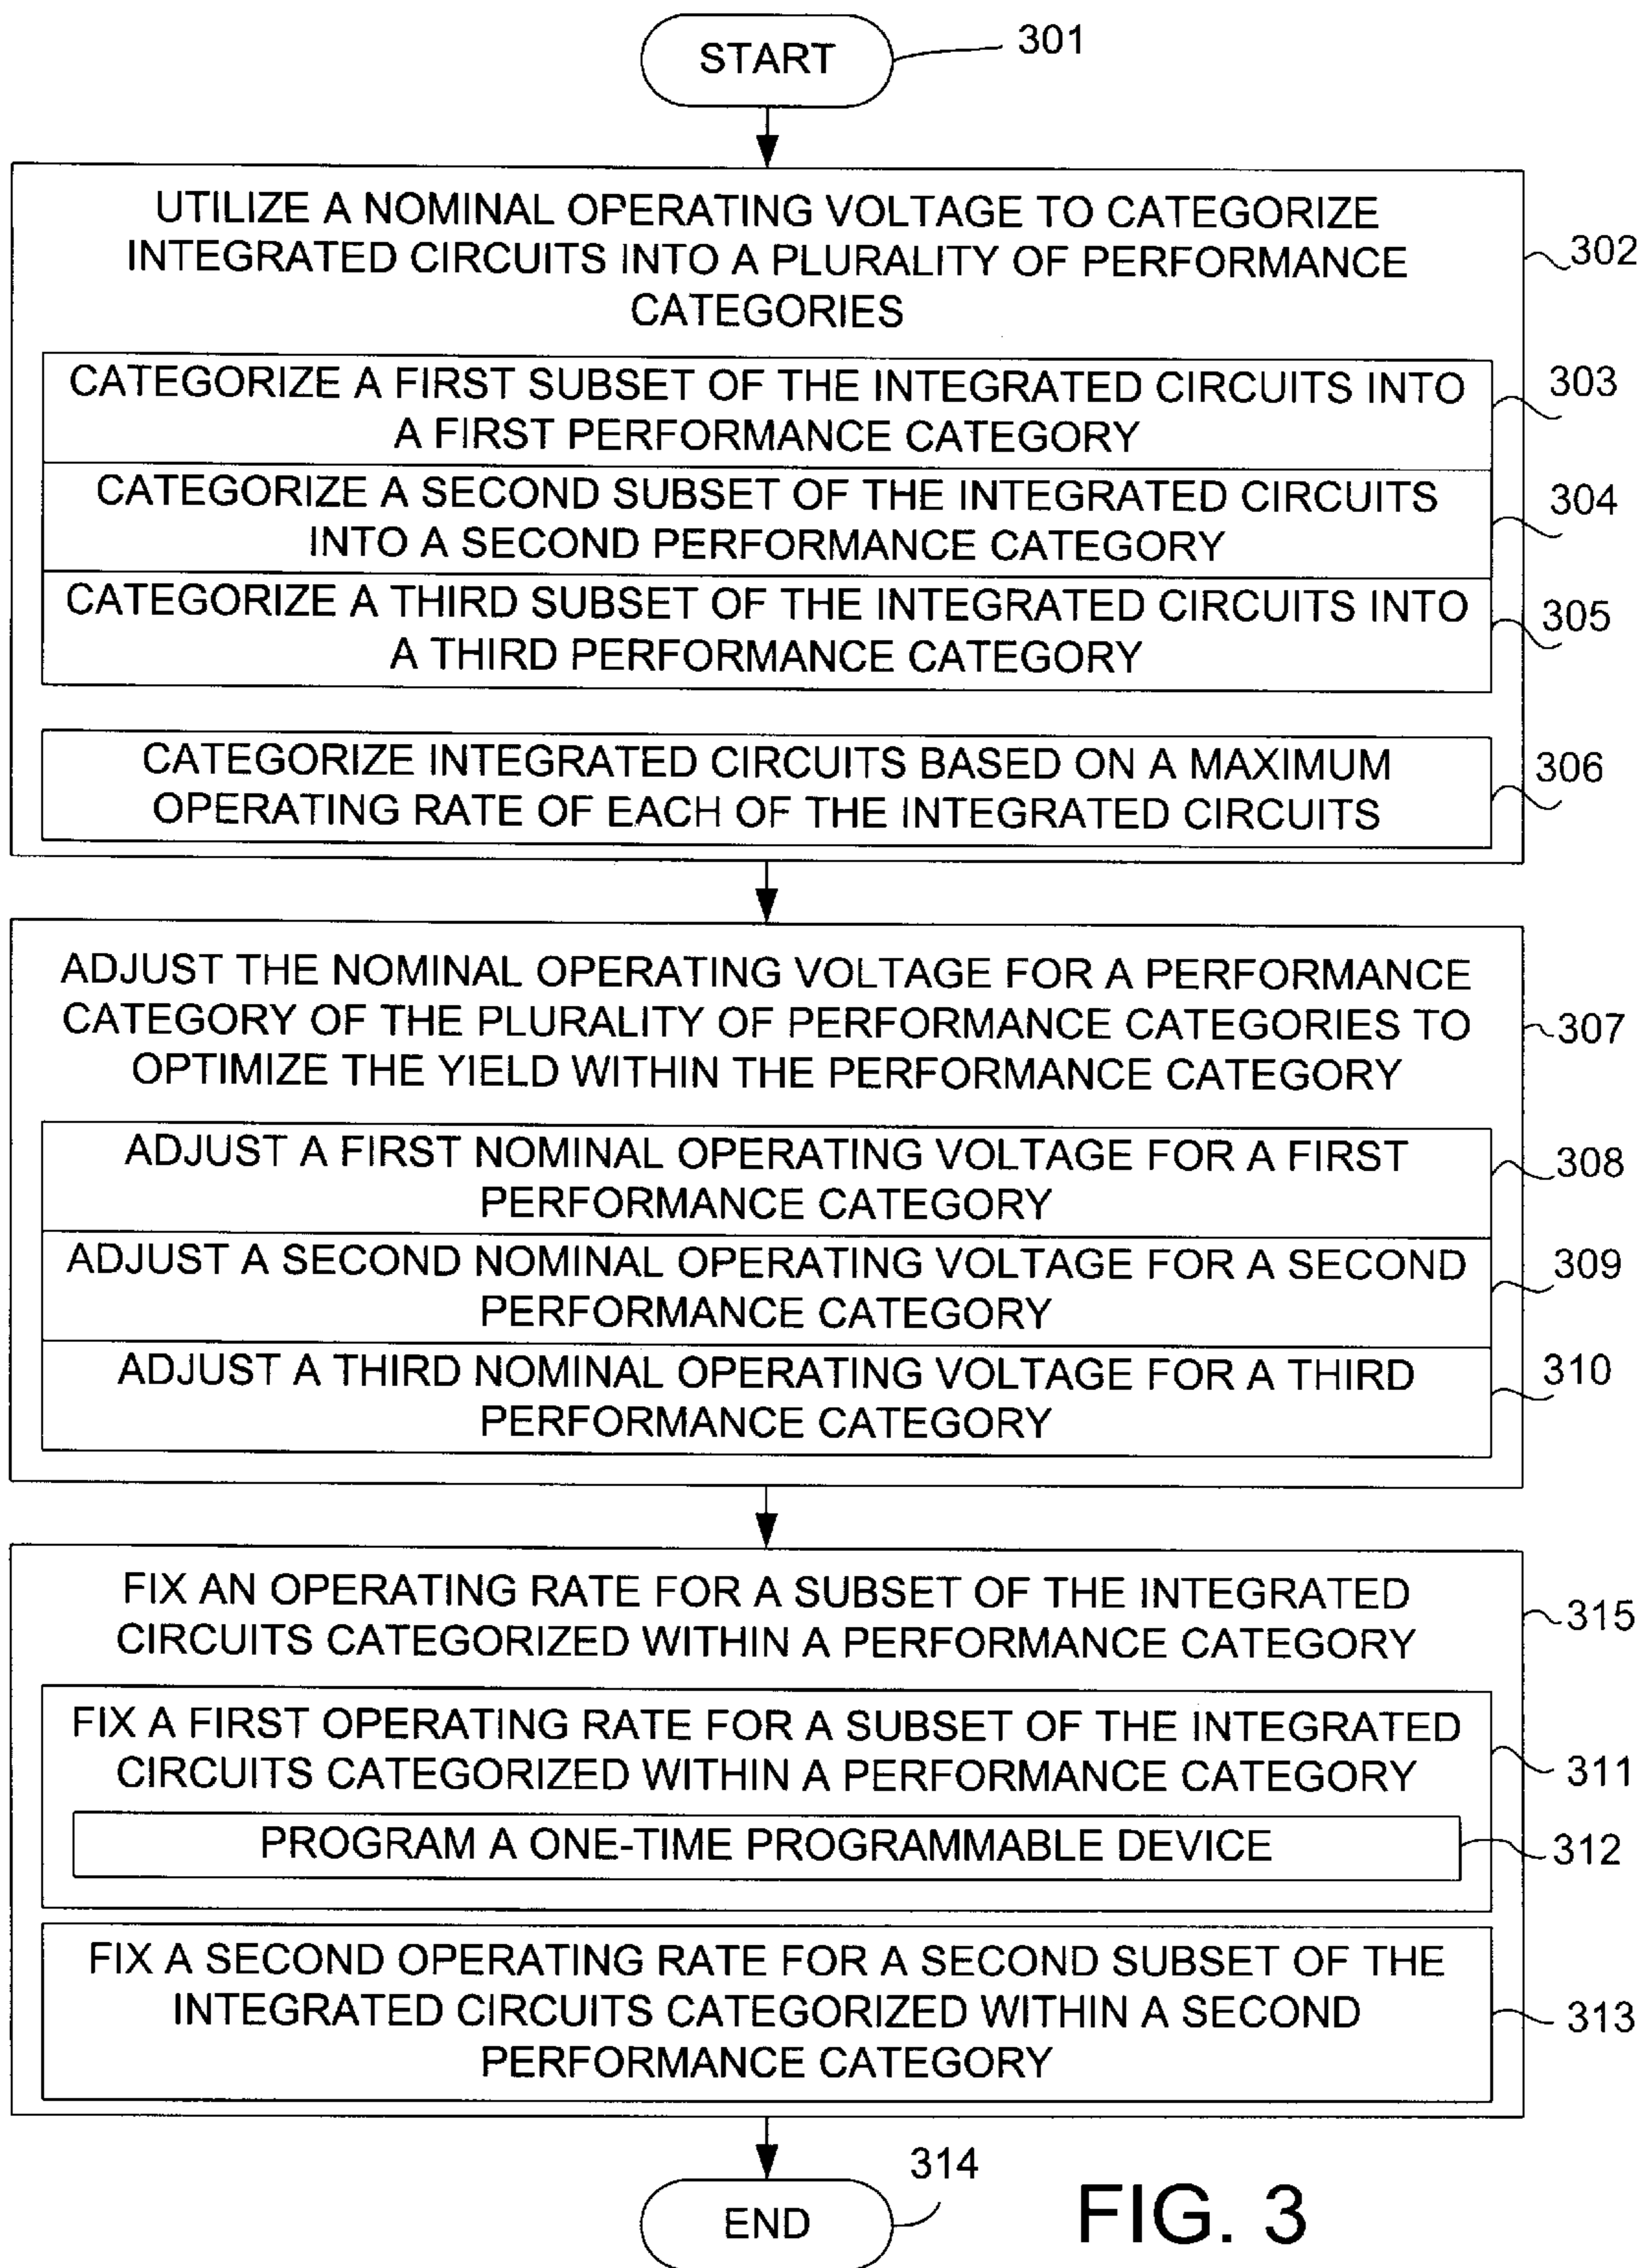 START
301
UTILIZE A NOMINAL OPERATING VOLTAGE TO CATEGORIZE
INTEGRATED CIRCUITS INTO A PLURALITY OF PERFORMANCE
CATEGORIES
302
CATEGORIZE A FIRST SUBSET OF THE INTEGRATED CIRCUITS INTO
A FIRST PERFORMANCE CATEGORY
303
CATEGORIZE A SECOND SUBSET OF THE INTEGRATED CIRCUITS
INTO A SECOND PERFORMANCE CATEGORY
304
CATEGORIZE A THIRD SUBSET OF THE INTEGRATED CIRCUITS INTO
A THIRD PERFORMANCE CATEGORY
305
CATEGORIZE INTEGRATED CIRCUITS BASED ON A MAXIMUM
OPERATING RATE OF EACH OF THE INTEGRATED CIRCUITS
306
ADJUST THE NOMINAL OPERATING VOLTAGE FOR A PERFORMANCE
CATEGORY OF THE PLURALITY OF PERFORMANCE CATEGORIES TO
OPTIMIZE THE YIELD WITHIN THE PERFORMANCE CATEGORY
307
ADJUST A FIRST NOMINAL OPERATING VOLTAGE FOR A FIRST
PERFORMANCE CATEGORY
308
ADJUST A SECOND NOMINAL OPERATING VOLTAGE FOR A SECOND
PERFORMANCE CATEGORY
309
ADJUST A THIRD NOMINAL OPERATING VOLTAGE FOR A THIRD
PERFORMANCE CATEGORY
310
FIX AN OPERATING RATE FOR A SUBSET OF THE INTEGRATED
CIRCUITS CATEGORIZED WITHIN A PERFORMANCE CATEGORY
315
FIX A FIRST OPERATING RATE FOR A SUBSET OF THE INTEGRATED
CIRCUITS CATEGORIZED WITHIN A PERFORMANCE CATEGORY
311
PROGRAM A ONE-TIME PROGRAMMABLE DEVICE
312
FIX A SECOND OPERATING RATE FOR A SECOND SUBSET OF THE
INTEGRATED CIRCUITS CATEGORIZED WITHIN A SECOND
PERFORMANCE CATEGORY
313
END
314
FIG. 3